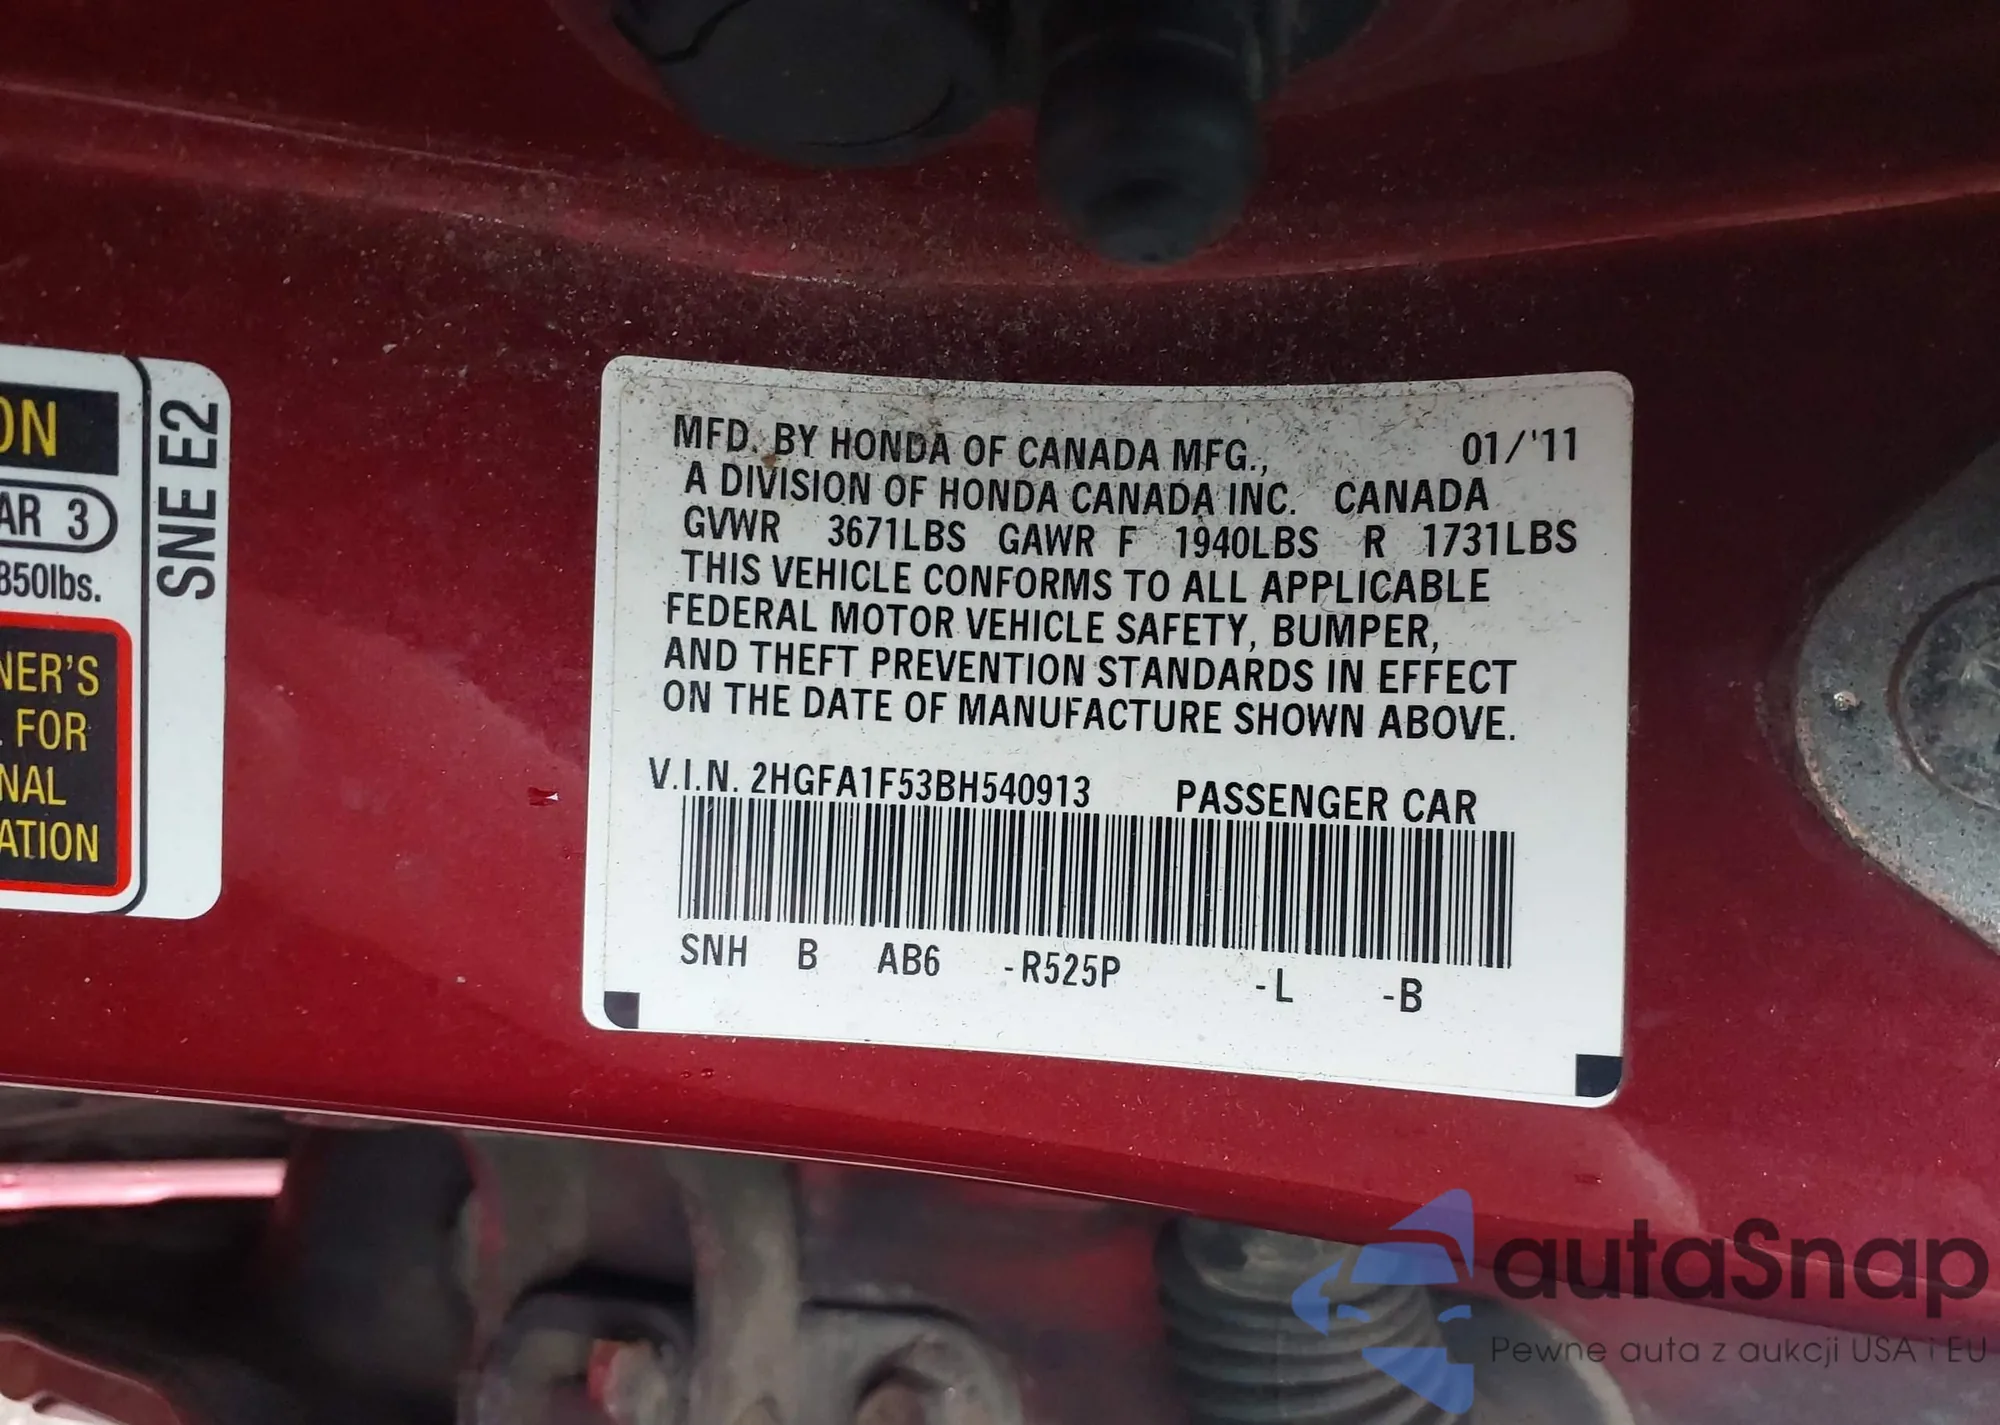 ON
AR 3
850lbs.
NER'S
. FOR
NAL
ATION
SNE E2
MFD. BY HONDA OF CANADA MFG., 01/'11
A DIVISION OF HONDA CANADA INC. CANADA
GVWR 3671LBS GAWR F 1940LBS R 1731LBS
THIS VEHICLE CONFORMS TO ALL APPLICABLE
FEDERAL MOTOR VEHICLE SAFETY, BUMPER,
AND THEFT PREVENTION STANDARDS IN EFFECT
ON THE DATE OF MANUFACTURE SHOWN ABOVE.
V.I.N. 2HGFA1F53BH540913 PASSENGER CAR
SNH B AB6 -R525P -L -B
autaSnap
Pewne auta z aukcji USA i EU